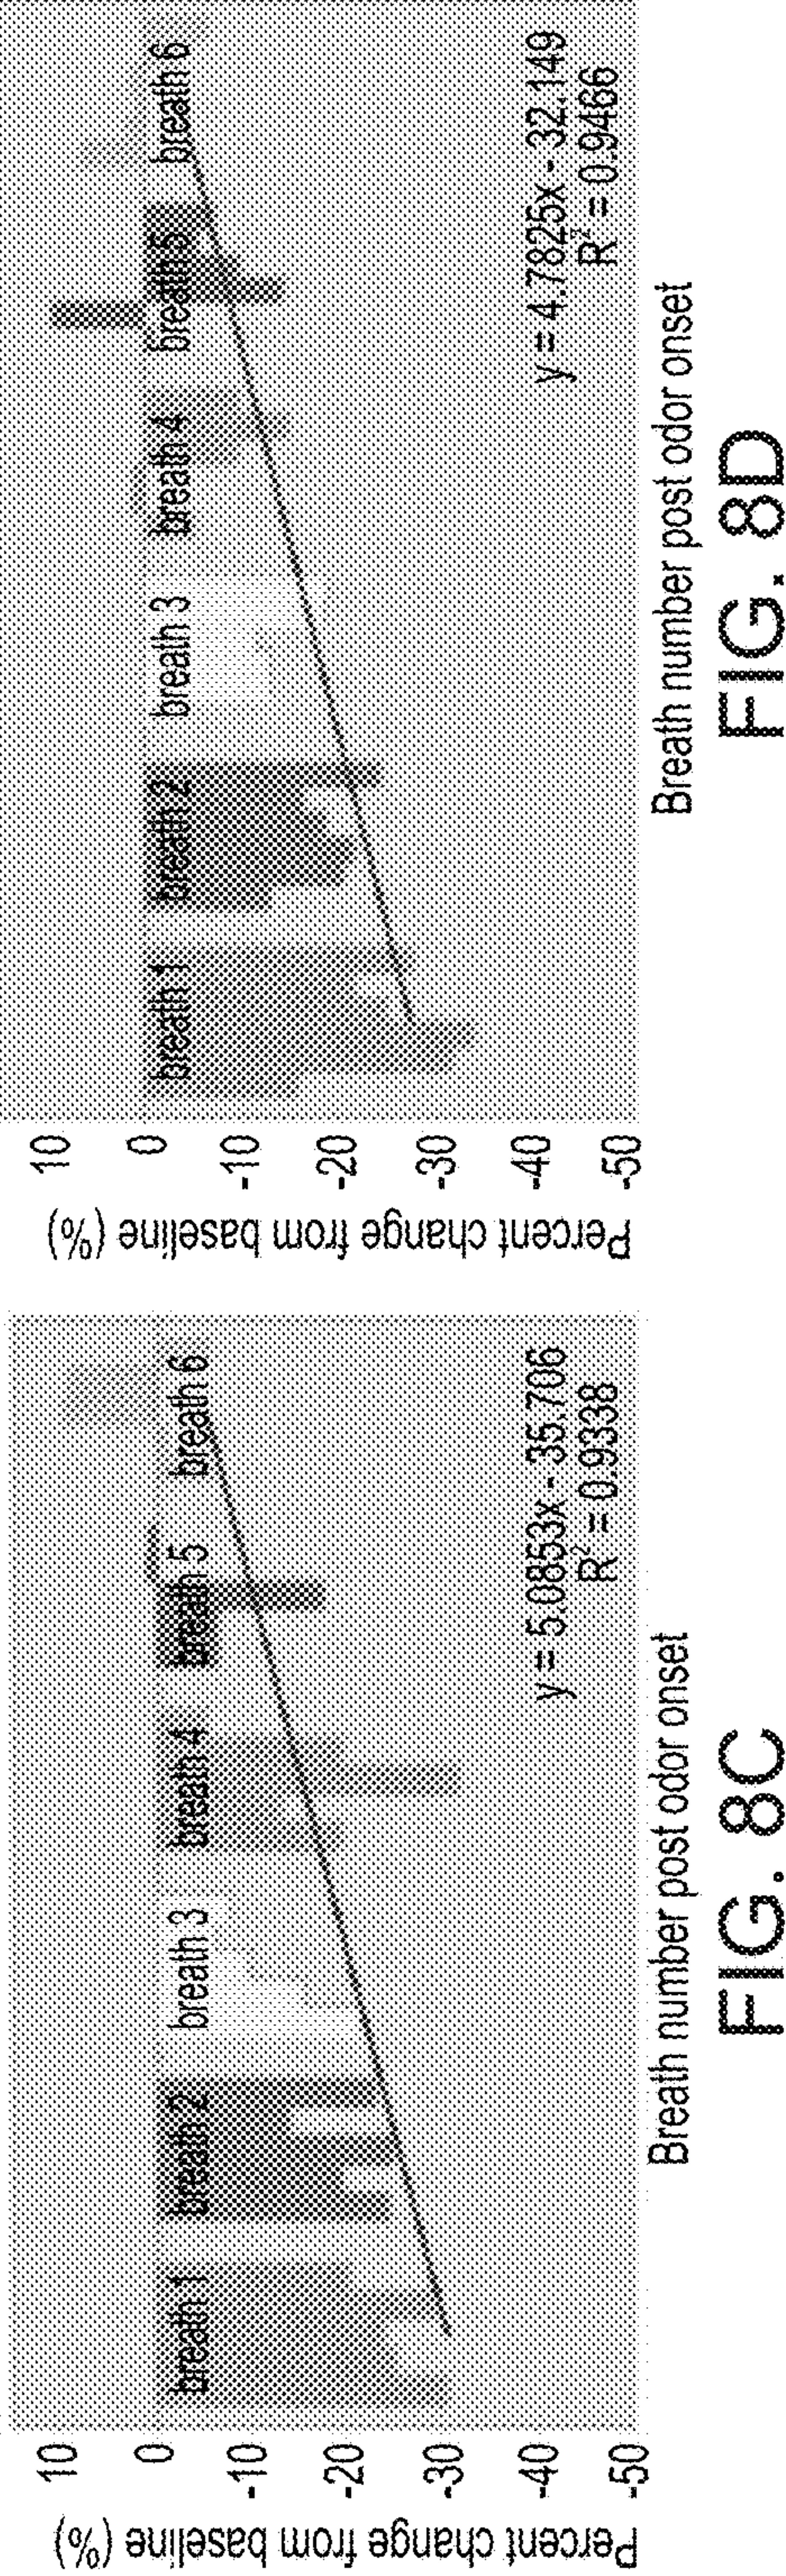 Percent change from baseline (%)
10
0
-10
-20
-30
-40
-50
breath 1
breath 2
breath 3
breath 4
breath 5
breath 6
y = 5.0853x - 35.706
R² = 0.9338
Breath number post odor onset
FIG. 8C
Percent change from baseline (%)
10
0
-10
-20
-30
-40
-50
breath 1
breath 2
breath 3
breath 4
breath 5
breath 6
y = 4.7825x - 32.149
R² = 0.9466
Breath number post odor onset
FIG. 8D